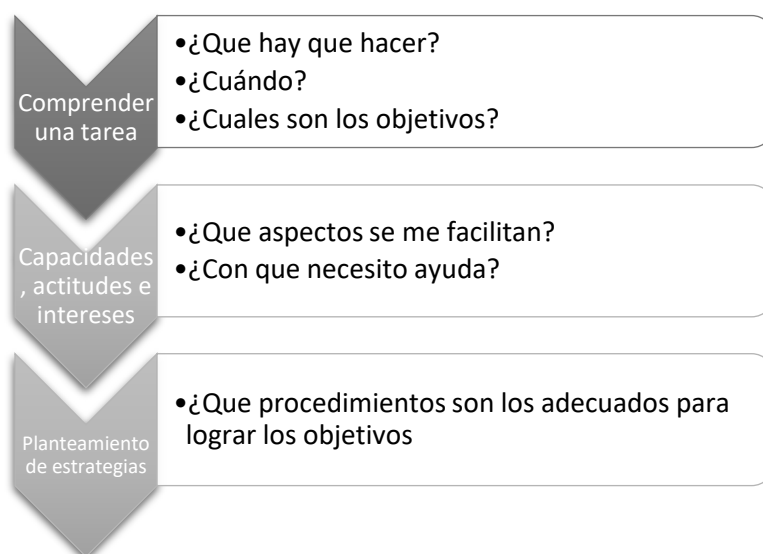 Comprender
una tarea
•¿Que hay que hacer?
•¿Cuándo?
•¿Cuales son los objetivos?
Capacidades
, actitudes e
intereses
•¿Que aspectos se me facilitan?
•¿Con que necesito ayuda?
Planteamiento
de estrategias
•¿Que procedimientos son los adecuados para
lograr los objetivos